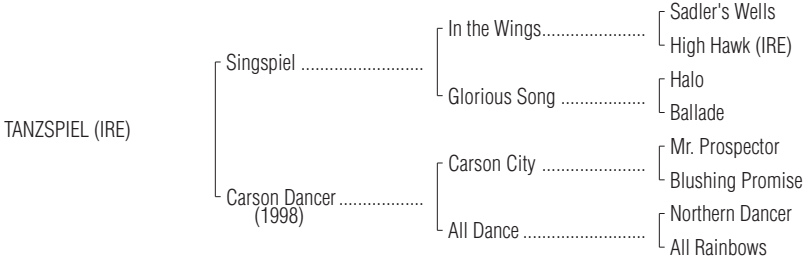 Sadler's Wells
In the Wings......................
High Hawk (IRE)
Singspiel ..........................
Halo
Glorious Song ..................
Ballade
TANZSPIEL (IRE)
Mr. Prospector
Carson City ......................
Blushing Promise
Carson Dancer ..................
(1998)
Northern Dancer
All Dance ..........................
All Rainbows